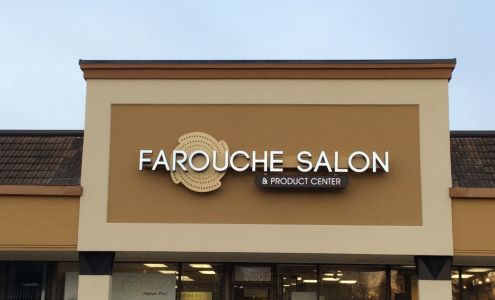 FAROUCHE SALON
& PRODUCT CENTER